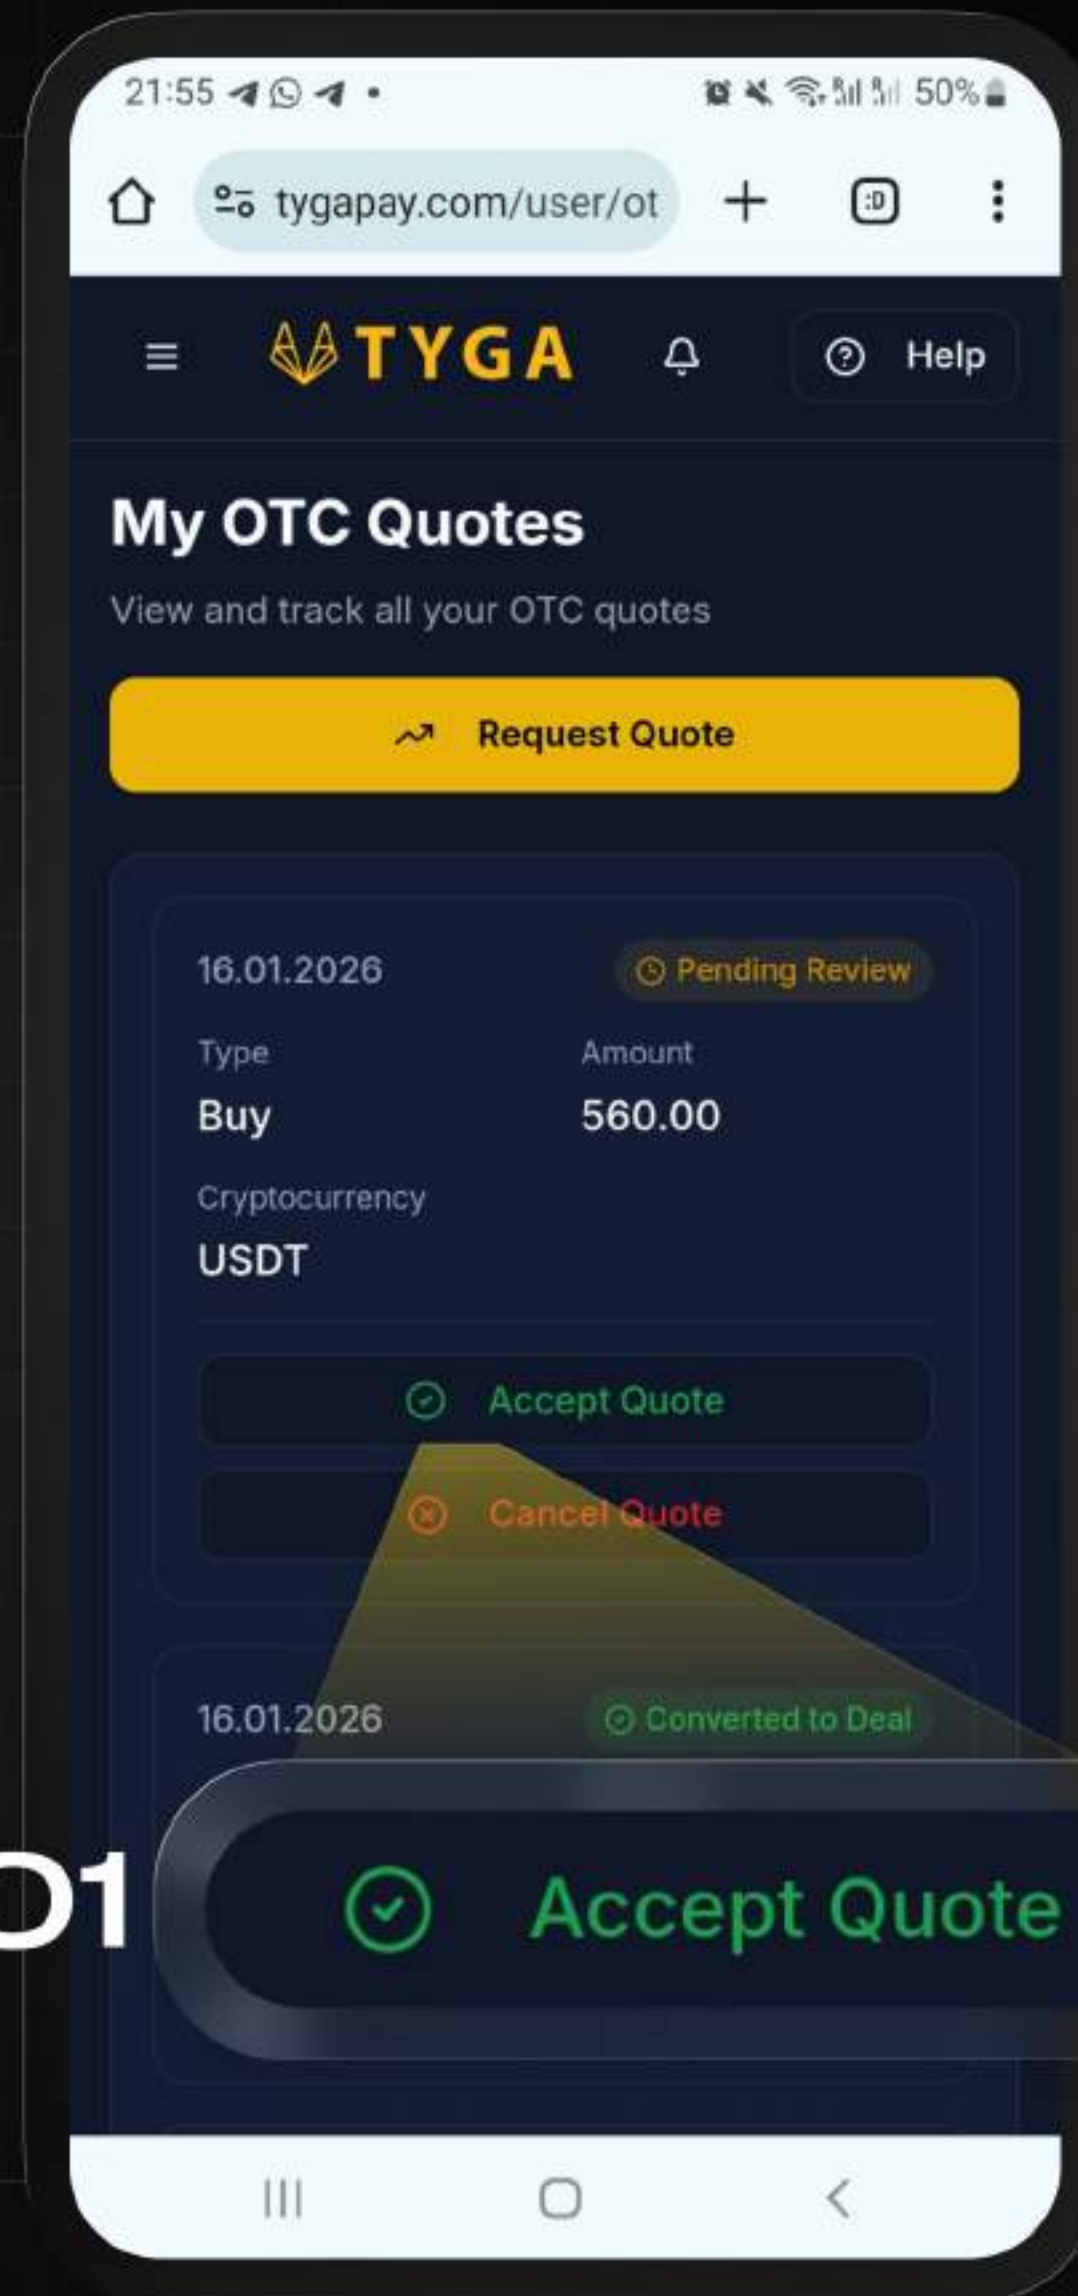 21:55 50%
tygapay.com/user/ot :D
TYGA Help
My OTC Quotes
View and track all your OTC quotes
Request Quote
16.01.2026 Pending Review
Type Amount
Buy 560.00
Cryptocurrency
USDT
Accept Quote
Cancel Quote
16.01.2026 Converted to Deal
01 Accept Quote